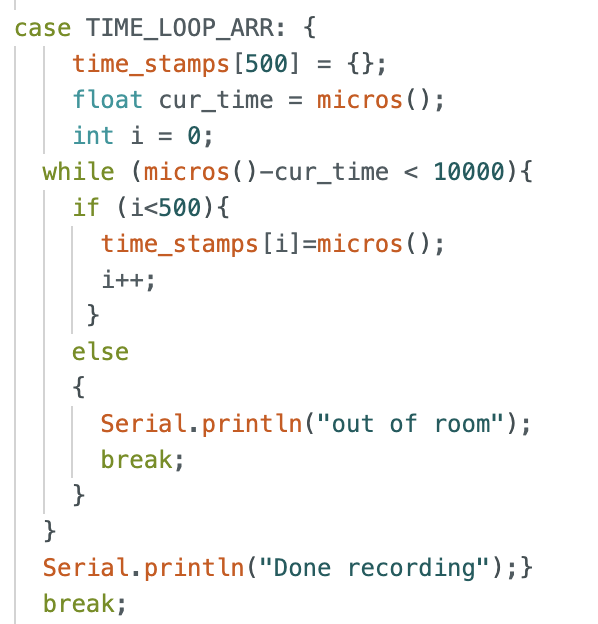 case TIME_LOOP_ARR: {
time_stamps[500] = {};
float cur_time = micros();
int i = 0;
while (micros()-cur_time < 10000){
if (i<500){
time_stamps[i]=micros();
i++;
}
else
{
Serial.println("out of room");
break;
}
}
Serial.println("Done recording");}
break;